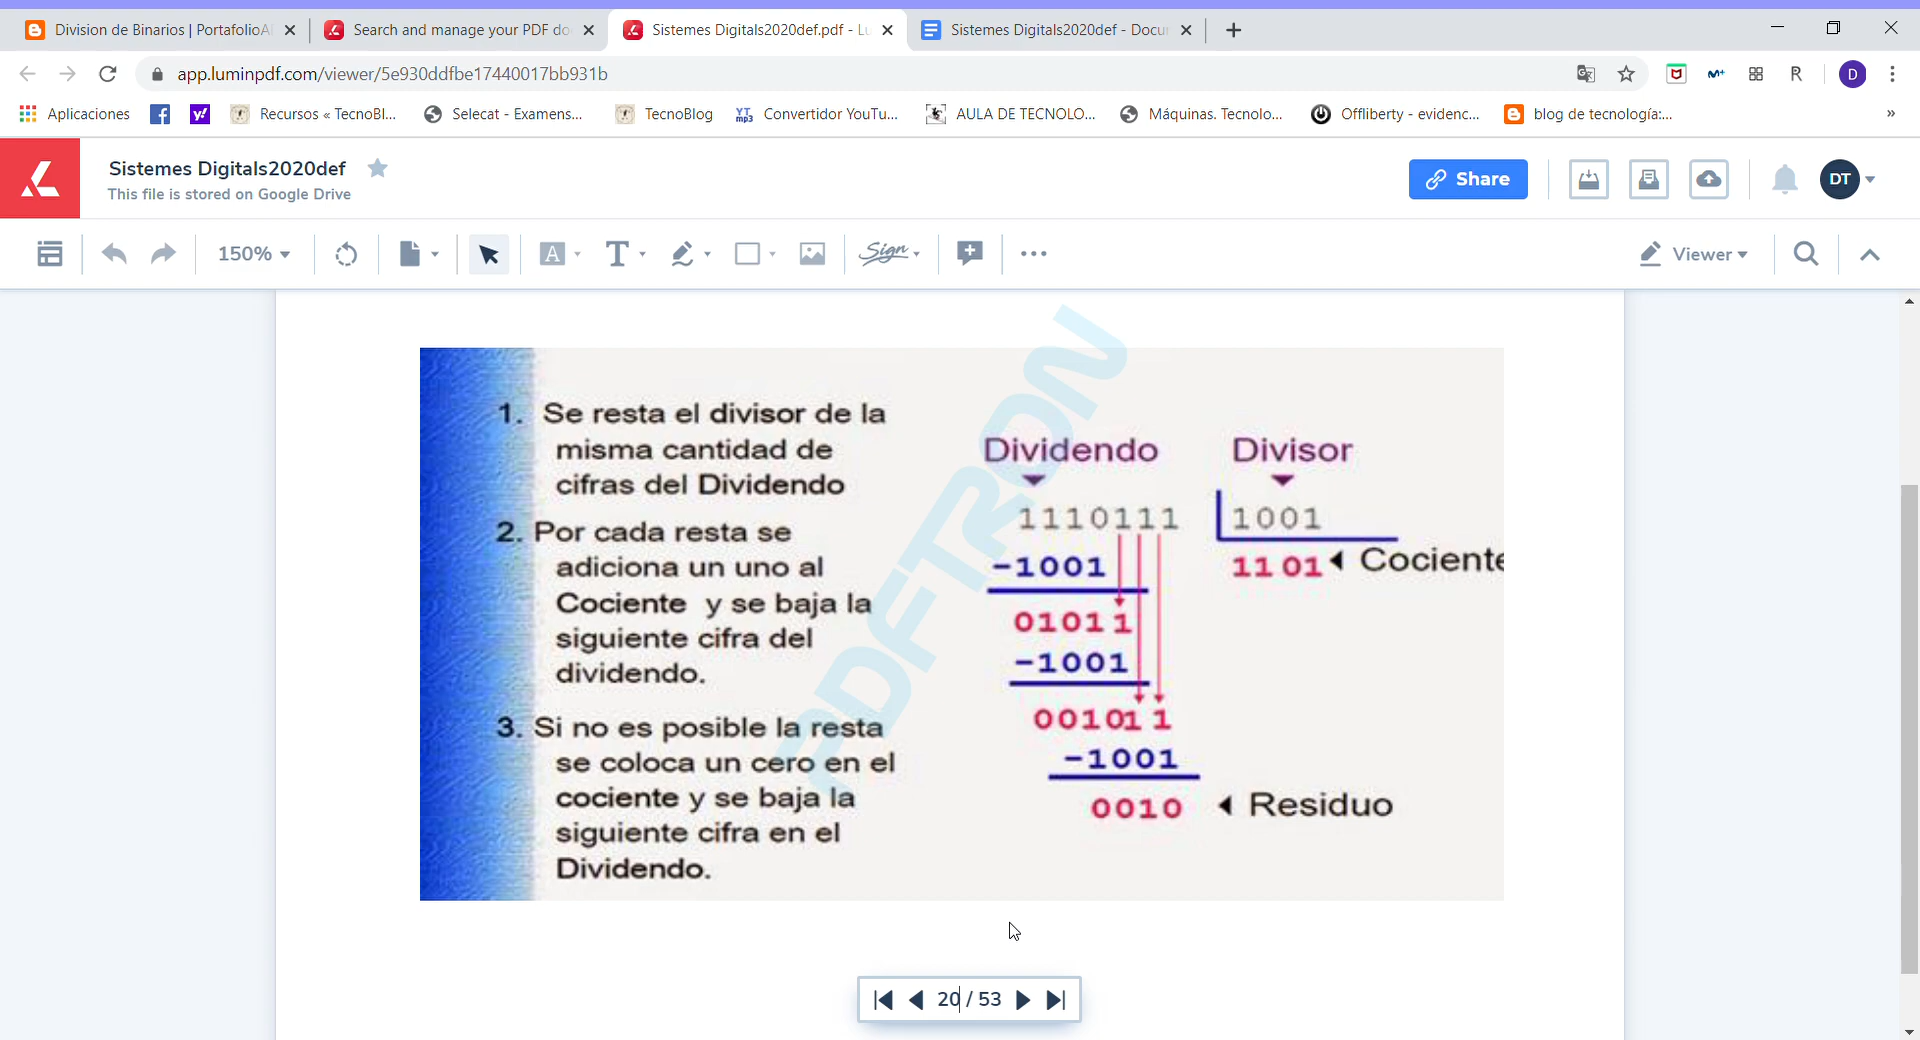 Division de Binarios | PortafolioAl
Search and manage your PDF do
Sistemes Digitals2020def.pdf - Lu
Sistemes Digitals2020def - Docur
app.luminpdf.com/viewer/5e930ddfbe17440017bb931b
D
Aplicaciones
Recursos « TecnoBl...
Selecat - Examens...
TecnoBlog
YT mp3
Convertidor YouTu...
AULA DE TECNOLO...
Máquinas. Tecnolo...
Offliberty - evidenc...
blog de tecnología:...
»
Sistemes Digitals2020def
This file is stored on Google Drive
Share
DT
150%
A
T
Sign
Viewer
1. Se resta el divisor de la
misma cantidad de
cifras del Dividendo
2. Por cada resta se
adiciona un uno al
Cociente y se baja la
siguiente cifra del
dividendo.
3. Si no es posible la resta
se coloca un cero en el
cociente y se baja la
siguiente cifra en el
Dividendo.
Dividendo Divisor
1110111 1001
-1001 1101 Cociente
01011
-1001
001011
-1001
0010 Residuo
PDFTRON
20 / 53